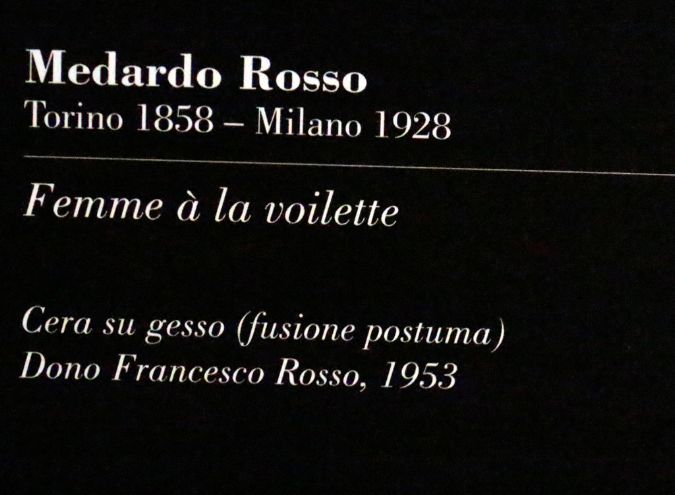 Medardo Rosso
Torino 1858 – Milano 1928
Femme à la voilette
Cera su gesso (fusione postuma)
Dono Francesco Rosso, 1953